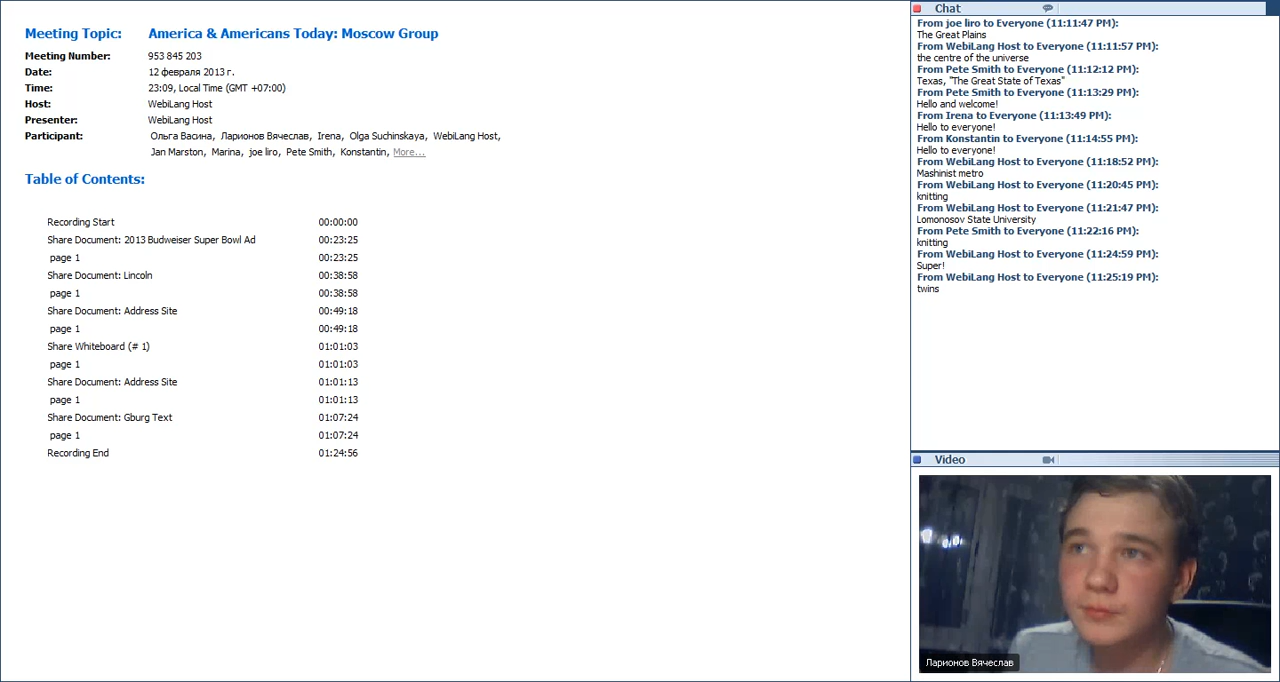 Meeting Topic: America & Americans Today: Moscow Group
Meeting Number: 953 845 203
Date: 12 февраля 2013 г.
Time: 23:09, Local Time (GMT +07:00)
Host: WebiLang Host
Presenter: WebiLang Host
Participant: Ольга Васина, Ларионов Вячеслав, Irena, Olga Suchinskaya, WebiLang Host,
Jan Marston, Marina, joe liro, Pete Smith, Konstantin, More...
Table of Contents:
Recording Start 00:00:00
Share Document: 2013 Budweiser Super Bowl Ad 00:23:25
page 1 00:23:25
Share Document: Lincoln 00:38:58
page 1 00:38:58
Share Document: Address Site 00:49:18
page 1 00:49:18
Share Whiteboard (# 1) 01:01:03
page 1 01:01:03
Share Document: Address Site 01:01:13
page 1 01:01:13
Share Document: Gburg Text 01:07:24
page 1 01:07:24
Recording End 01:24:56
Chat
From joe liro to Everyone (11:11:47 PM):
The Great Plains
From WebiLang Host to Everyone (11:11:57 PM):
the centre of the universe
From Pete Smith to Everyone (11:12:12 PM):
Texas, "The Great State of Texas"
From Pete Smith to Everyone (11:13:29 PM):
Hello and welcome!
From Irena to Everyone (11:13:49 PM):
Hello to everyone!
From Konstantin to Everyone (11:14:55 PM):
Hello to everyone!
From WebiLang Host to Everyone (11:18:52 PM):
Mashinist metro
From WebiLang Host to Everyone (11:20:45 PM):
knitting
From WebiLang Host to Everyone (11:21:47 PM):
Lomonosov State University
From Pete Smith to Everyone (11:22:16 PM):
knitting
From WebiLang Host to Everyone (11:24:59 PM):
Super!
From WebiLang Host to Everyone (11:25:19 PM):
twins
Video
Ларионов Вячеслав